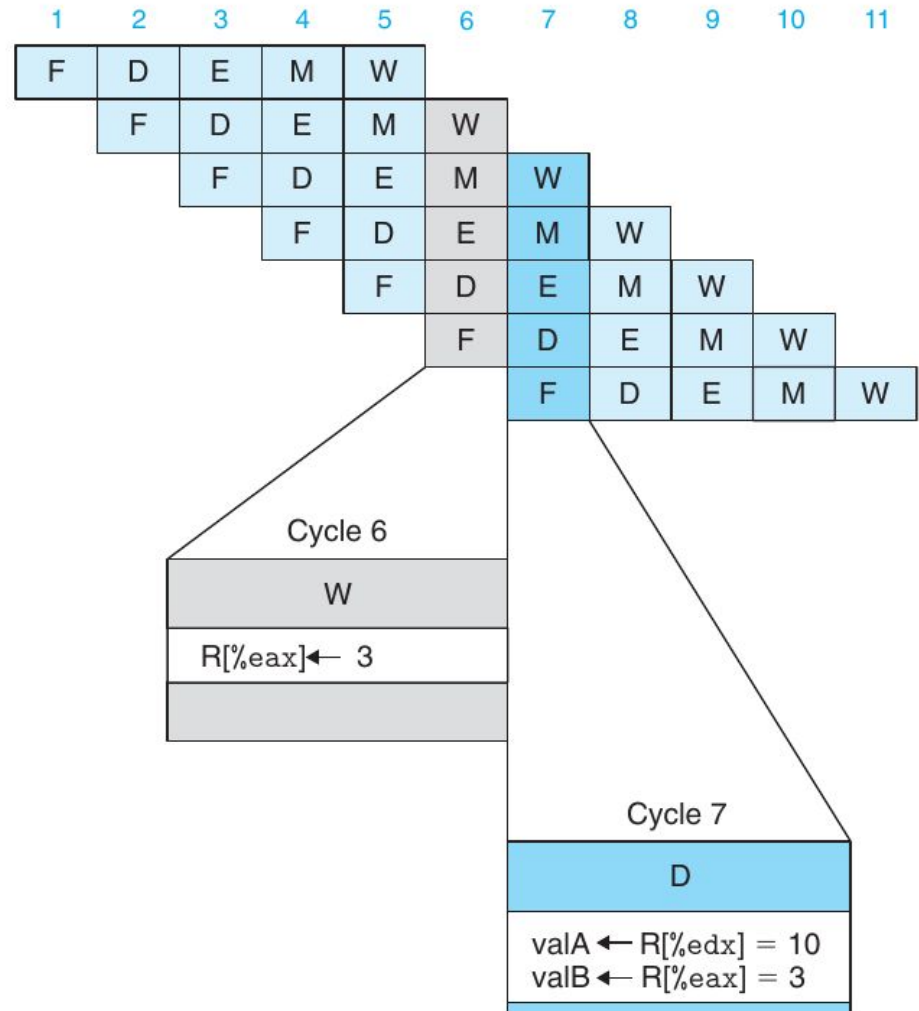 1 2 3 4 5 6 7 8 9 10 11
F D E M W
F D E M W
F D E M W
F D E M W
F D E M W
F D E M W
F D E M W
Cycle 6
W
R[%eax]← 3
Cycle 7
D
valA ← R[%edx] = 10
valB ← R[%eax] = 3